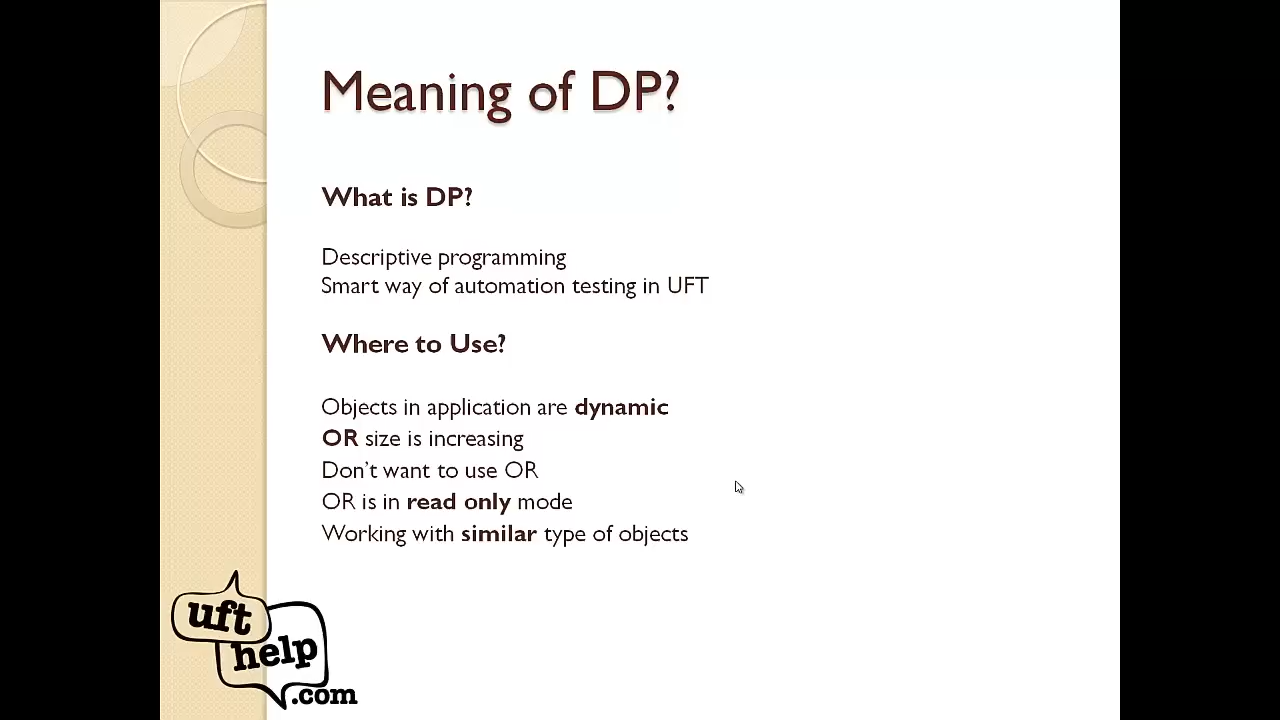 Meaning of DP?
What is DP?
Descriptive programming
Smart way of automation testing in UFT
Where to Use?
Objects in application are dynamic
OR size is increasing
Don't want to use OR
OR is in read only mode
Working with similar type of objects
uft
help
.com